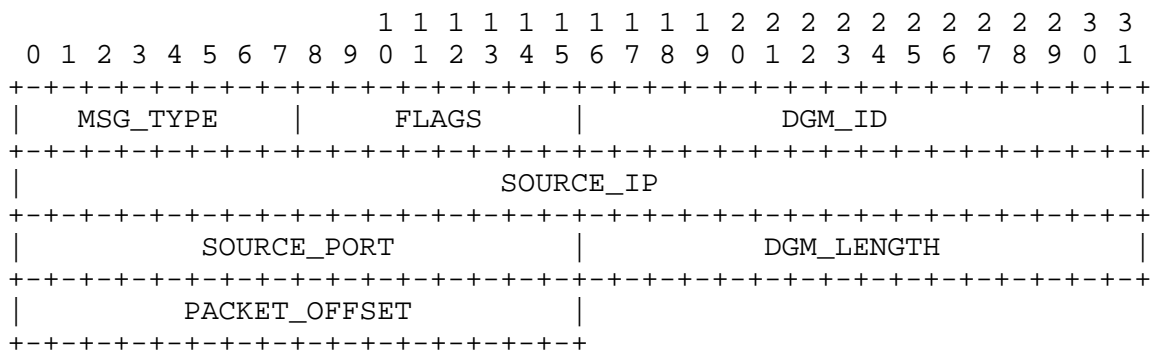 1 1 1 1 1 1 1 1 1 1 2 2 2 2 2 2 2 2 2 2 3 3
 0 1 2 3 4 5 6 7 8 9 0 1 2 3 4 5 6 7 8 9 0 1 2 3 4 5 6 7 8 9 0 1
+-+-+-+-+-+-+-+-+-+-+-+-+-+-+-+-+-+-+-+-+-+-+-+-+-+-+-+-+-+-+-+-+
|   MSG_TYPE    |     FLAGS     |           DGM_ID              |
+-+-+-+-+-+-+-+-+-+-+-+-+-+-+-+-+-+-+-+-+-+-+-+-+-+-+-+-+-+-+-+-+
|                           SOURCE_IP                           |
+-+-+-+-+-+-+-+-+-+-+-+-+-+-+-+-+-+-+-+-+-+-+-+-+-+-+-+-+-+-+-+-+
|          SOURCE_PORT          |          DGM_LENGTH           |
+-+-+-+-+-+-+-+-+-+-+-+-+-+-+-+-+-+-+-+-+-+-+-+-+-+-+-+-+-+-+-+-+
|         PACKET_OFFSET         |
+-+-+-+-+-+-+-+-+-+-+-+-+-+-+-+-+